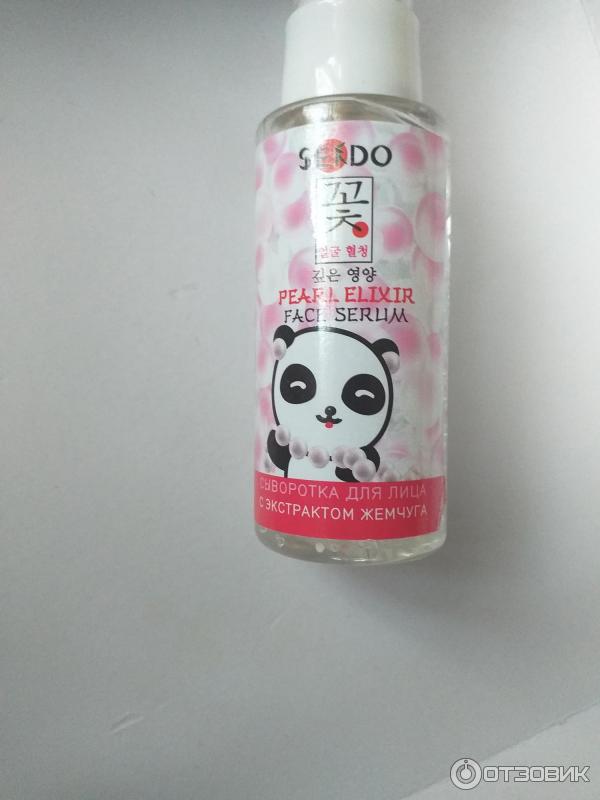 SENDO
꽃
얼굴 혈청
깊은 영양
PEARL ELIXIR
FACE SERUM
СЫВОРОТКА ДЛЯ ЛИЦА
С ЭКСТРАКТОМ ЖЕМЧУГА
ОТЗОВИК